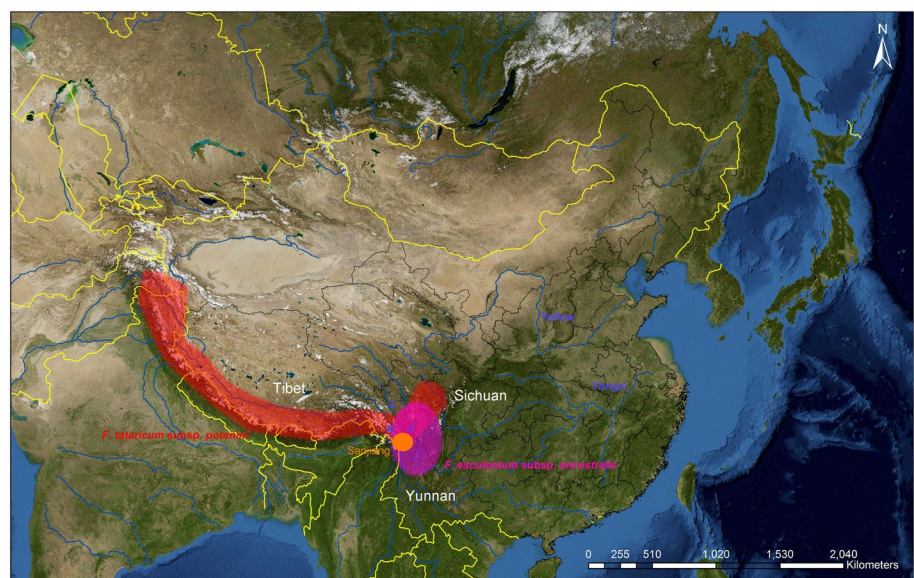 N
Yellow
Tibet
Sichuan
Yangzi
F. tataricum subsp. potanini
Sanjiang
F. esculentum subsp. ancestralis
Yunnan
0 255 510 1,020 1,530 2,040
Kilometers